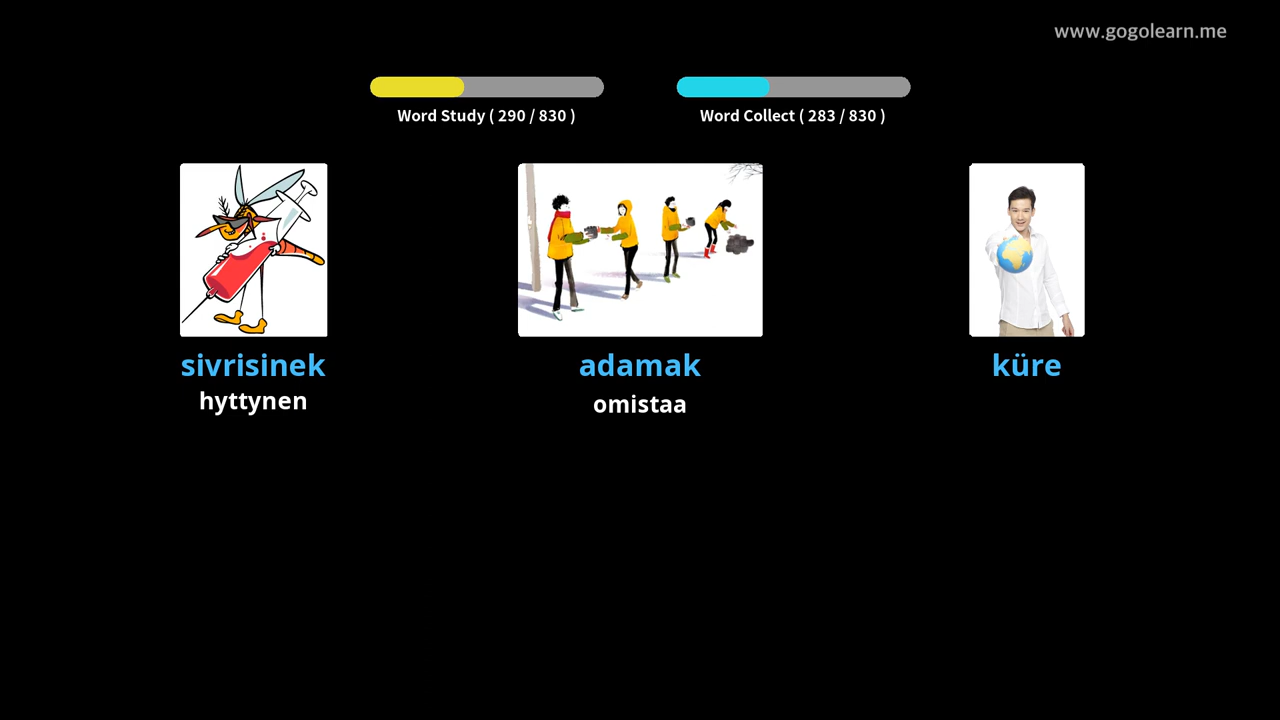 www.gogolearn.me
Word Study ( 290 / 830 )
Word Collect ( 283 / 830 )
sivrisinek
adamak
küre
hyttynen
omistaa